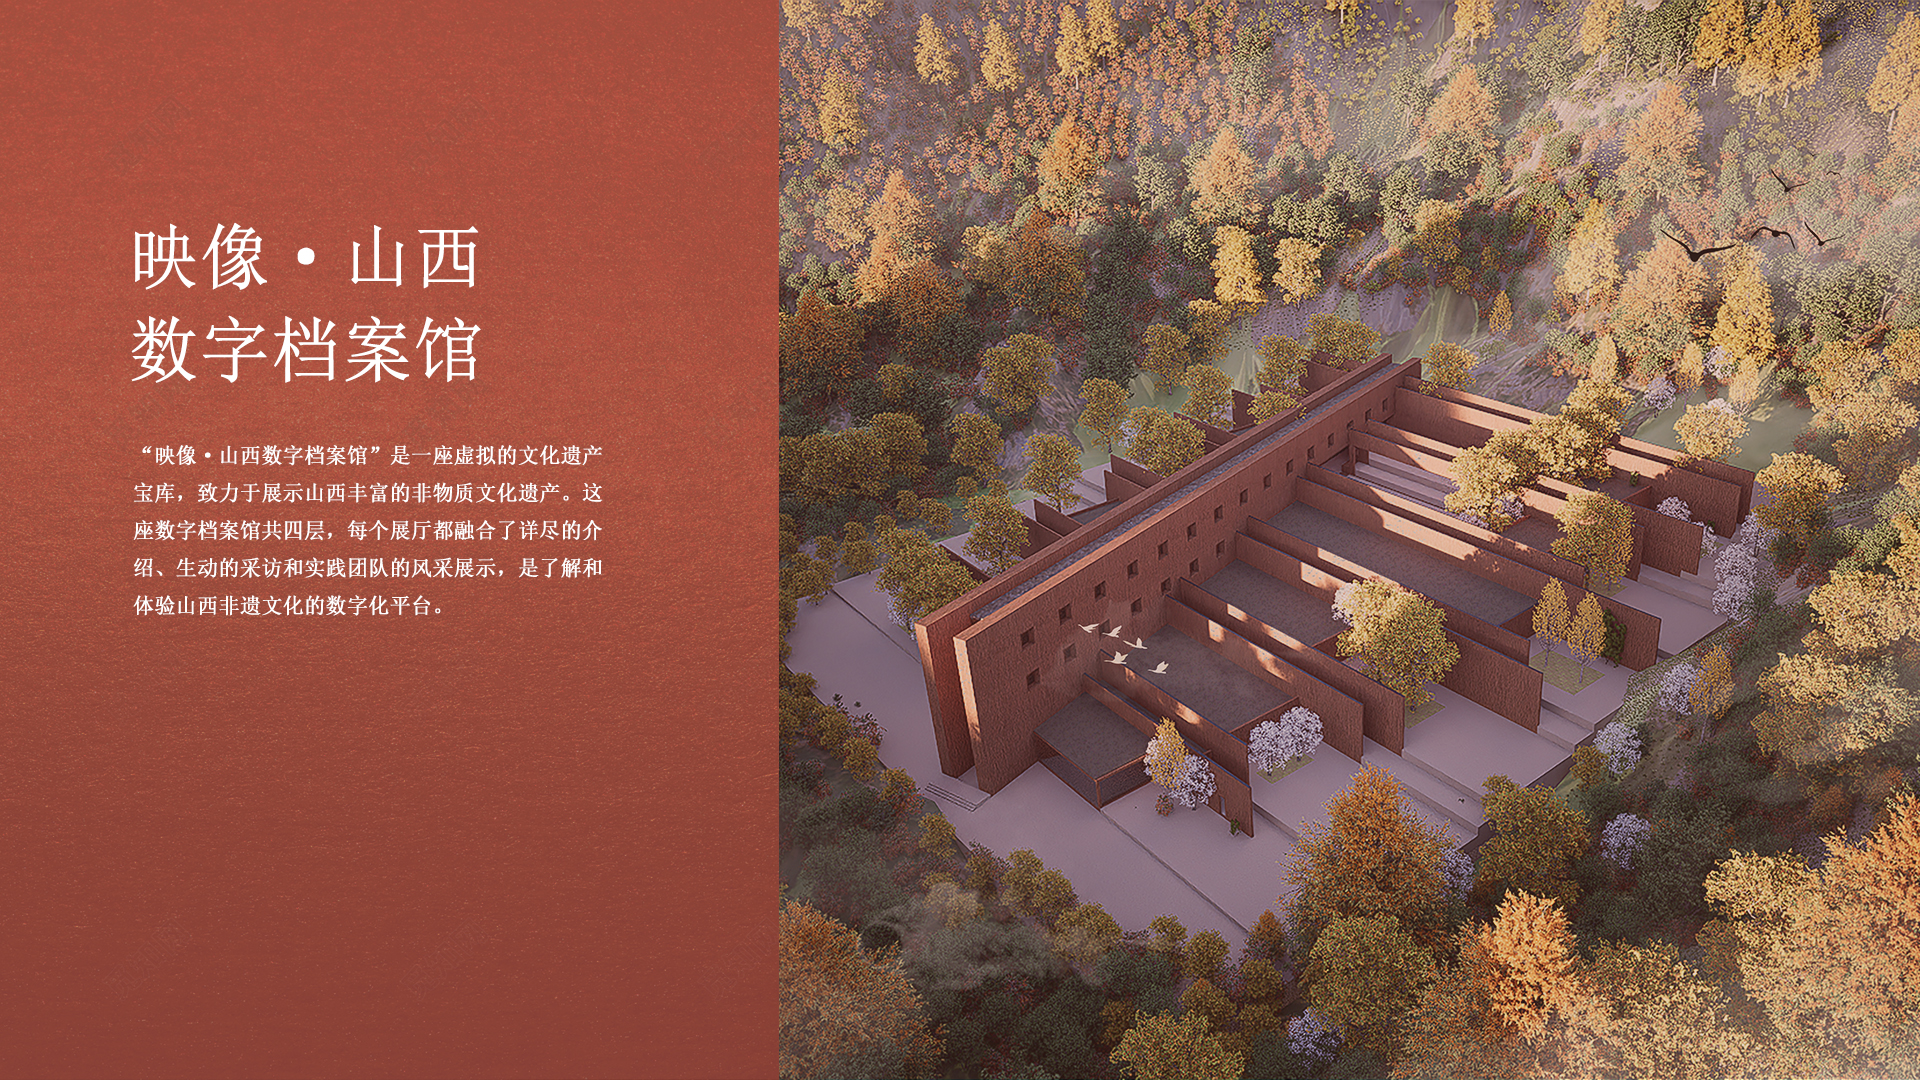 映像·山西
数字档案馆
“映像·山西数字档案馆”是一座虚拟的文化遗产
宝库，致力于展示山西丰富的非物质文化遗产。这
座数字档案馆共四层，每个展厅都融合了详尽的介
绍、生动的采访和实践团队的风采展示，是了解和
体验山西非遗文化的数字化平台。